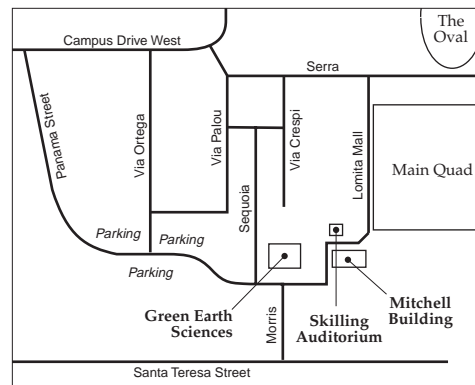 The
Oval
Campus Drive West
Serra
Panama Street
Via Ortega
Via Palou
Via Crespi
Lomita Mall
Main Quad
Sequoia
Parking
Parking
Parking
Green Earth
Sciences
Morris
Skilling
Auditorium
Mitchell
Building
Santa Teresa Street